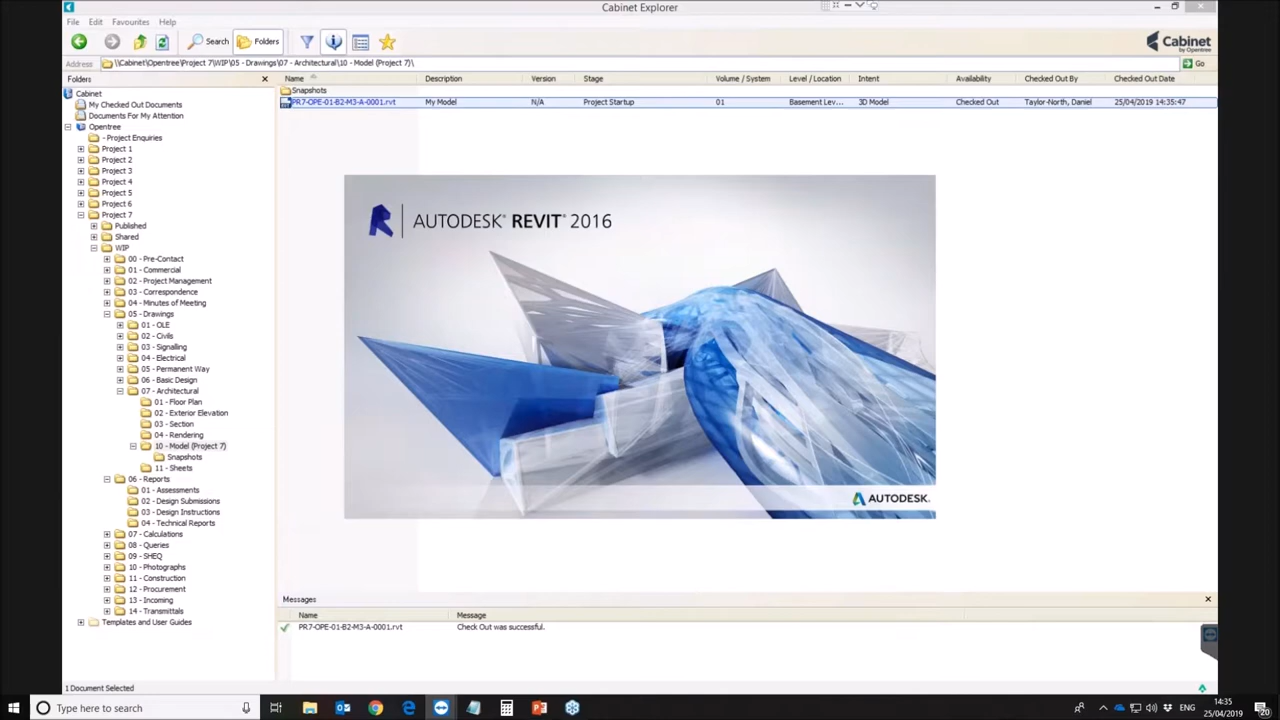 Cabinet Explorer
File Edit Favourites Help
Search Folders
Cabinet
by Opentree
Address \\Cabinet\Opentree\Project 7\WIP\05 - Drawings\07 - Architectural\10 - Model (Project 7)\ Go
Folders
Name Description Version Stage Volume / System Level / Location Intent Availability Checked Out By Checked Out Date
Snapshots
PR7-OPE-01-B2-M3-A-0001.rvt My Model N/A Project Startup 01 Basement Lev... 3D Model Checked Out Taylor-North, Daniel 25/04/2019 14:35:47
Cabinet
My Checked Out Documents
Documents For My Attention
Opentree
- Project Enquiries
Project 1
Project 2
Project 3
Project 4
Project 5
Project 6
Project 7
Published
Shared
WIP
00 - Pre-Contact
01 - Commercial
02 - Project Management
03 - Correspondence
04 - Minutes of Meeting
05 - Drawings
01 - OLE
02 - Civils
03 - Signalling
04 - Electrical
05 - Permanent Way
06 - Basic Design
07 - Architectural
01 - Floor Plan
02 - Exterior Elevation
03 - Section
04 - Rendering
10 - Model (Project 7)
Snapshots
11 - Sheets
06 - Reports
01 - Assessments
02 - Design Submissions
03 - Design Instructions
04 - Technical Reports
07 - Calculations
08 - Queries
09 - SHEQ
10 - Photographs
11 - Construction
12 - Procurement
13 - Incoming
14 - Transmittals
Templates and User Guides
AUTODESK® REVIT® 2016
AUTODESK.
Messages
Name Message
PR7-OPE-01-B2-M3-A-0001.rvt Check Out was successful.
1 Document Selected
Type here to search
ENG
14:35
25/04/2019
20